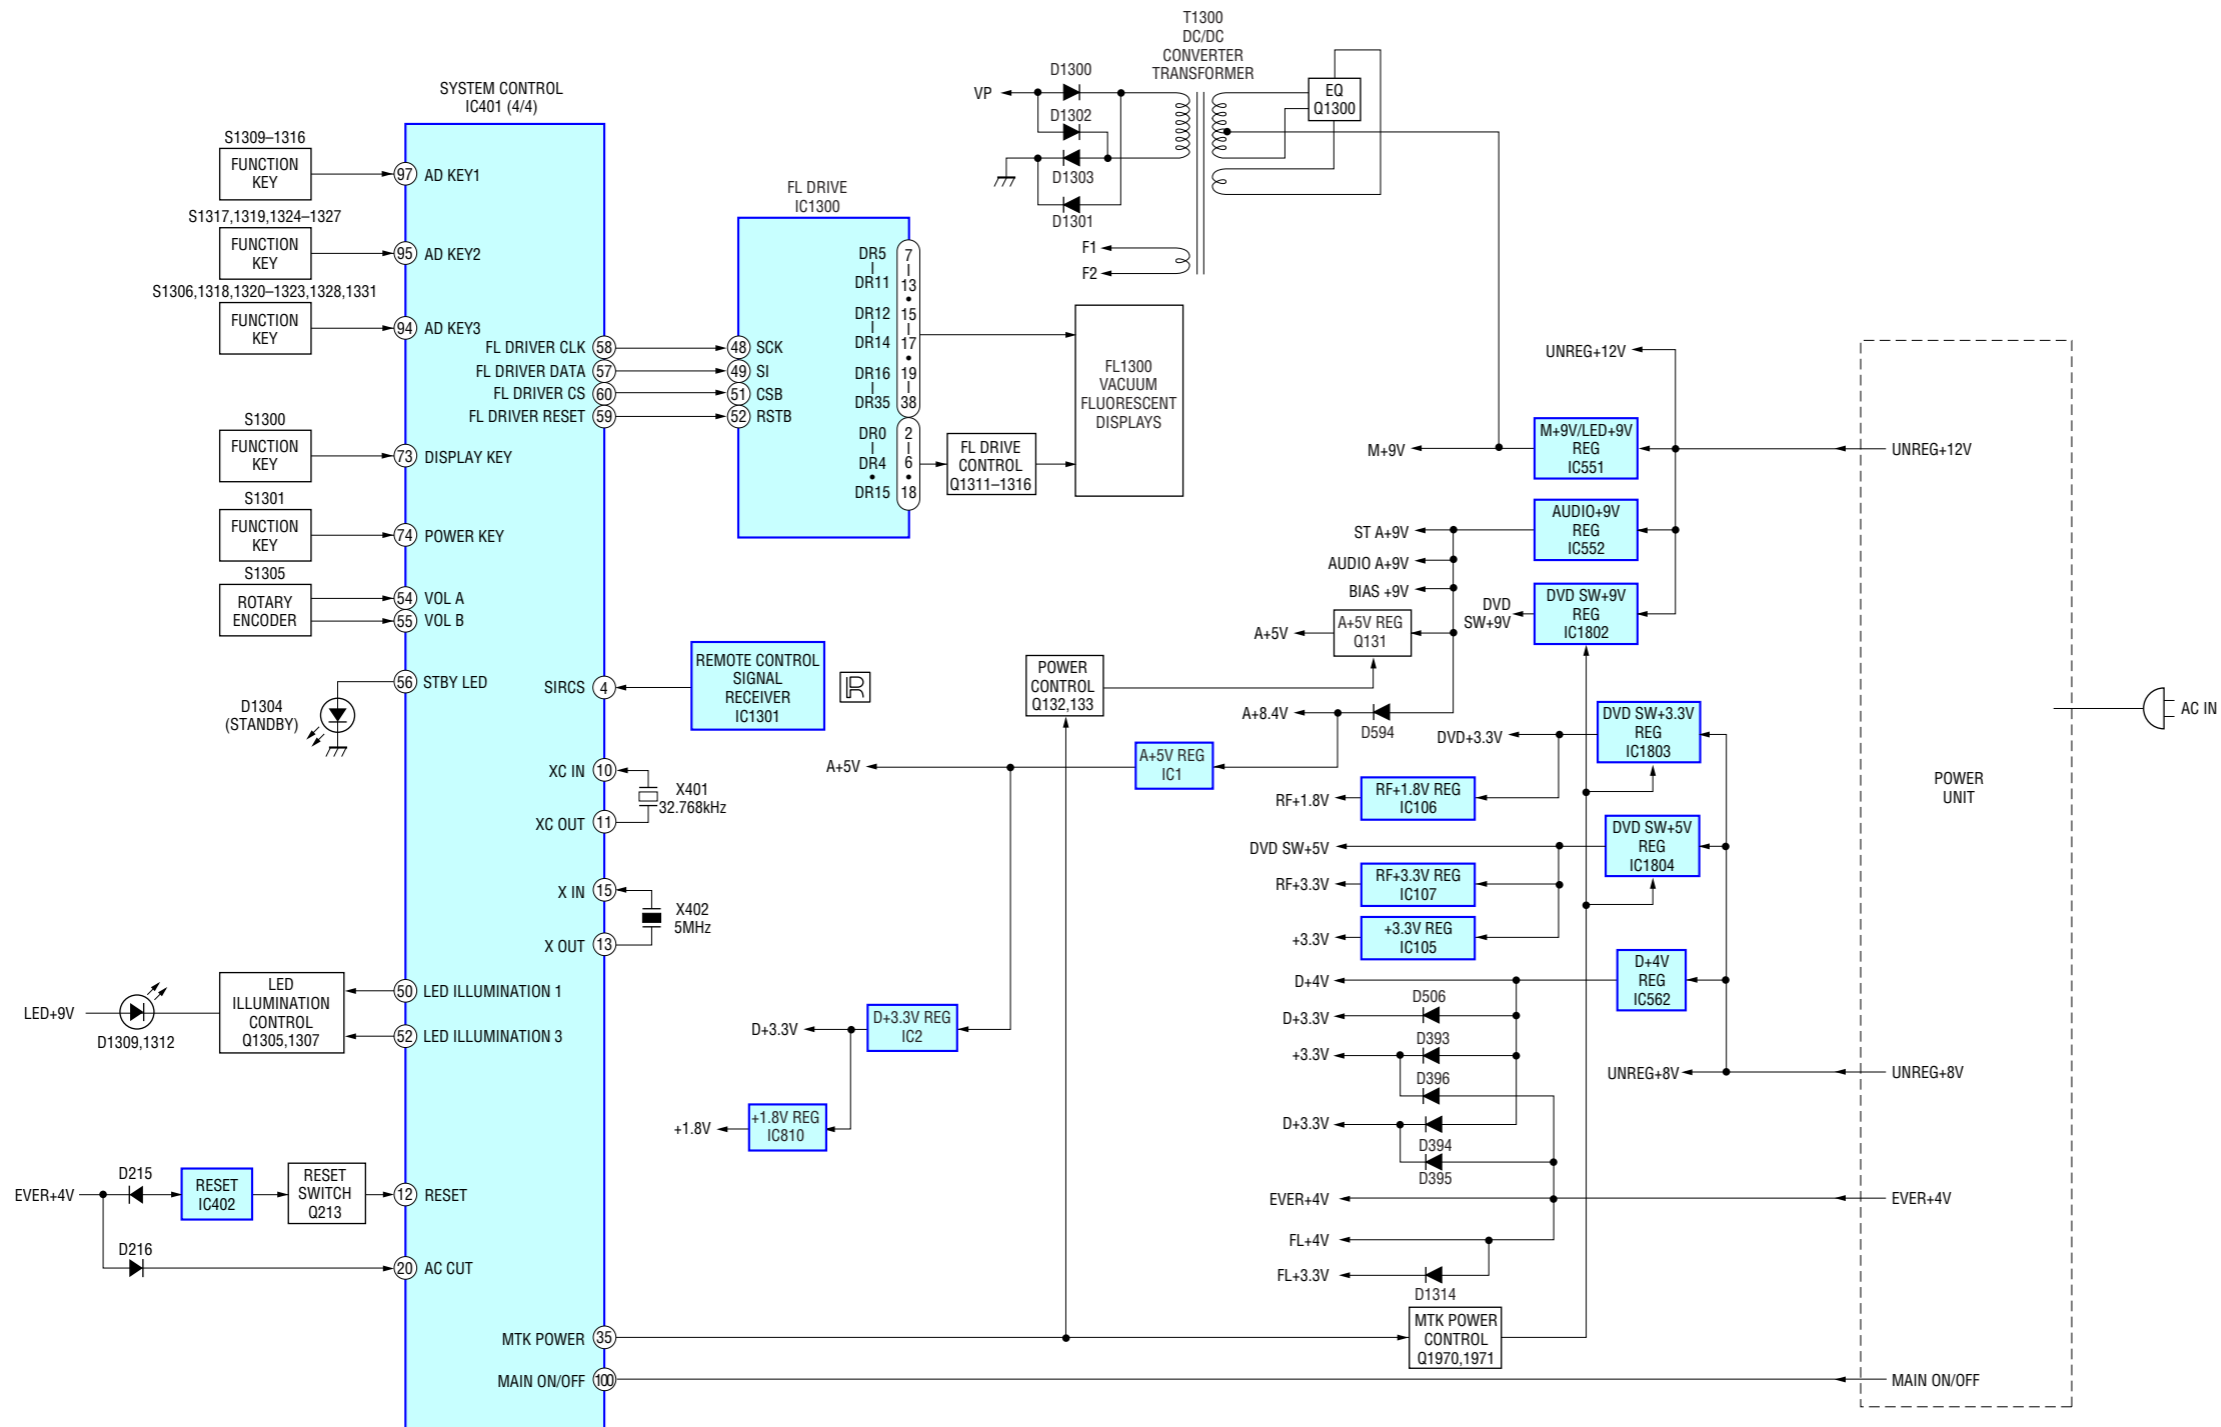 SYSTEM CONTROL
IC401 (4/4)
S1309–1316
FUNCTION
KEY
97 AD KEY1
S1317,1319,1324–1327
FUNCTION
KEY
95 AD KEY2
S1306,1318,1320–1323,1328,1331
FUNCTION
KEY
94 AD KEY3
FL DRIVER CLK 58
FL DRIVER DATA 57
FL DRIVER CS 60
FL DRIVER RESET 59
S1300
FUNCTION
KEY
73 DISPLAY KEY
S1301
FUNCTION
KEY
74 POWER KEY
S1305
ROTARY
ENCODER
54 VOL A
55 VOL B
56 STBY LED
D1304
(STANDBY)
SIRCS 4
XC IN 10
XC OUT 11
X401
32.768kHz
X IN 15
X OUT 13
X402
5MHz
LED+9V
D1309,1312
LED
ILLUMINATION
CONTROL
Q1305,1307
50 LED ILLUMINATION 1
52 LED ILLUMINATION 3
EVER+4V
D215
RESET
IC402
RESET
SWITCH
Q213
12 RESET
D216
20 AC CUT
MTK POWER 35
MAIN ON/OFF 100
FL DRIVE
IC1300
48 SCK
49 SI
51 CSB
52 RSTB
DR5 7
DR11 13
DR12 15
DR14 17
DR16 19
DR35 38
DR0 2
DR4 6
DR15 18
FL DRIVE
CONTROL
Q1311–1316
FL1300
VACUUM
FLUORESCENT
DISPLAYS
REMOTE CONTROL
SIGNAL
RECEIVER
IC1301
R
T1300
DC/DC
CONVERTER
TRANSFORMER
VP
D1300
D1302
D1303
D1301
F1
F2
EQ
Q1300
UNREG+12V
M+9V
M+9V/LED+9V
REG
IC551
UNREG+12V
ST A+9V
AUDIO+9V
REG
IC552
AUDIO A+9V
BIAS +9V
DVD
SW+9V
DVD SW+9V
REG
IC1802
A+5V
A+5V REG
Q131
POWER
CONTROL
Q132,133
A+8.4V
D594
A+5V
A+5V REG
IC1
DVD+3.3V
DVD SW+3.3V
REG
IC1803
RF+1.8V
RF+1.8V REG
IC106
DVD SW+5V
DVD SW+5V
REG
IC1804
RF+3.3V
RF+3.3V REG
IC107
+3.3V
+3.3V REG
IC105
D+4V
D+4V
REG
IC562
D+3.3V
D506
+3.3V
D393
D396
D+3.3V
D394
D395
UNREG+8V
UNREG+8V
D+3.3V
D+3.3V REG
IC2
+1.8V
+1.8V REG
IC810
EVER+4V
EVER+4V
FL+4V
FL+3.3V
D1314
MTK POWER
CONTROL
Q1970,1971
MAIN ON/OFF
POWER
UNIT
AC IN